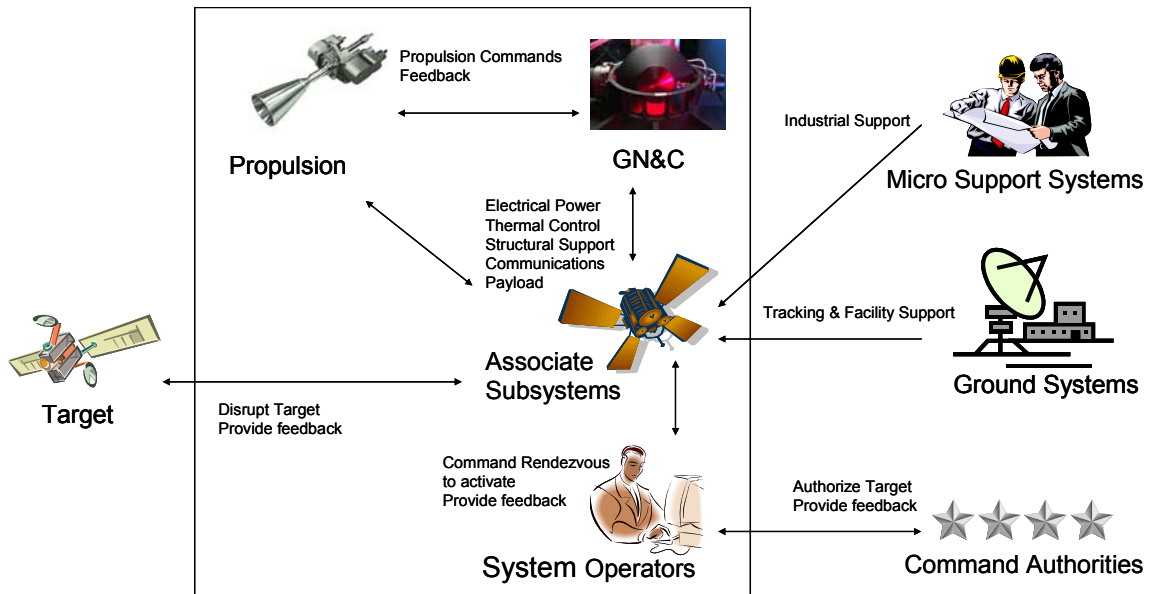 Propulsion Commands
Feedback
Propulsion
GN&C
Industrial Support
Micro Support Systems
Electrical Power
Thermal Control
Structural Support
Communications
Payload
Tracking & Facility Support
Ground Systems
Associate
Subsystems
Target
Disrupt Target
Provide feedback
Command Rendezvous
to activate
Provide feedback
System Operators
Authorize Target
Provide feedback
Command Authorities